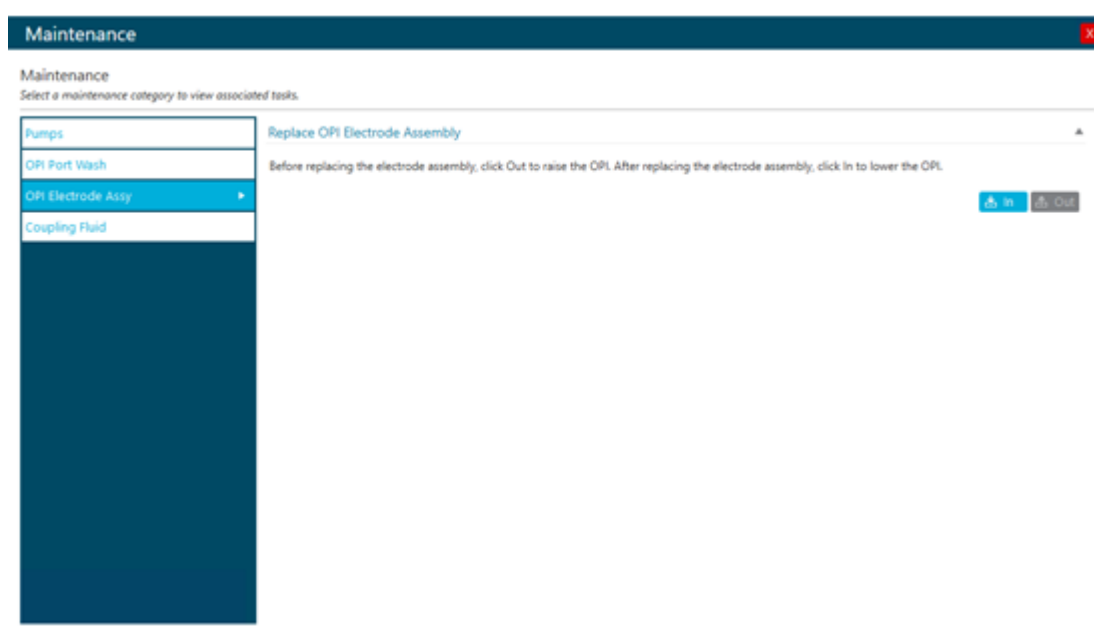 Maintenance
X
Maintenance
Select a maintenance category to view associated tasks.
Pumps
OPI Port Wash
OPI Electrode Assy
Coupling Fluid
Replace OPI Electrode Assembly
Before replacing the electrode assembly, click Out to raise the OPI. After replacing the electrode assembly, click In to lower the OPI.
In Out